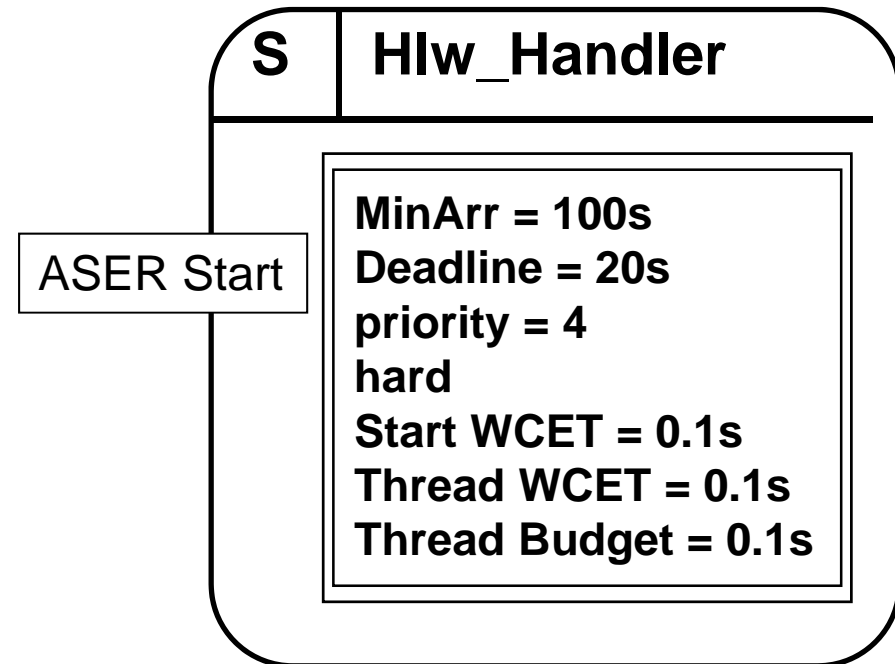 S Hlw_Handler
ASER Start
MinArr = 100s
Deadline = 20s
priority = 4
hard
Start WCET = 0.1s
Thread WCET = 0.1s
Thread Budget = 0.1s